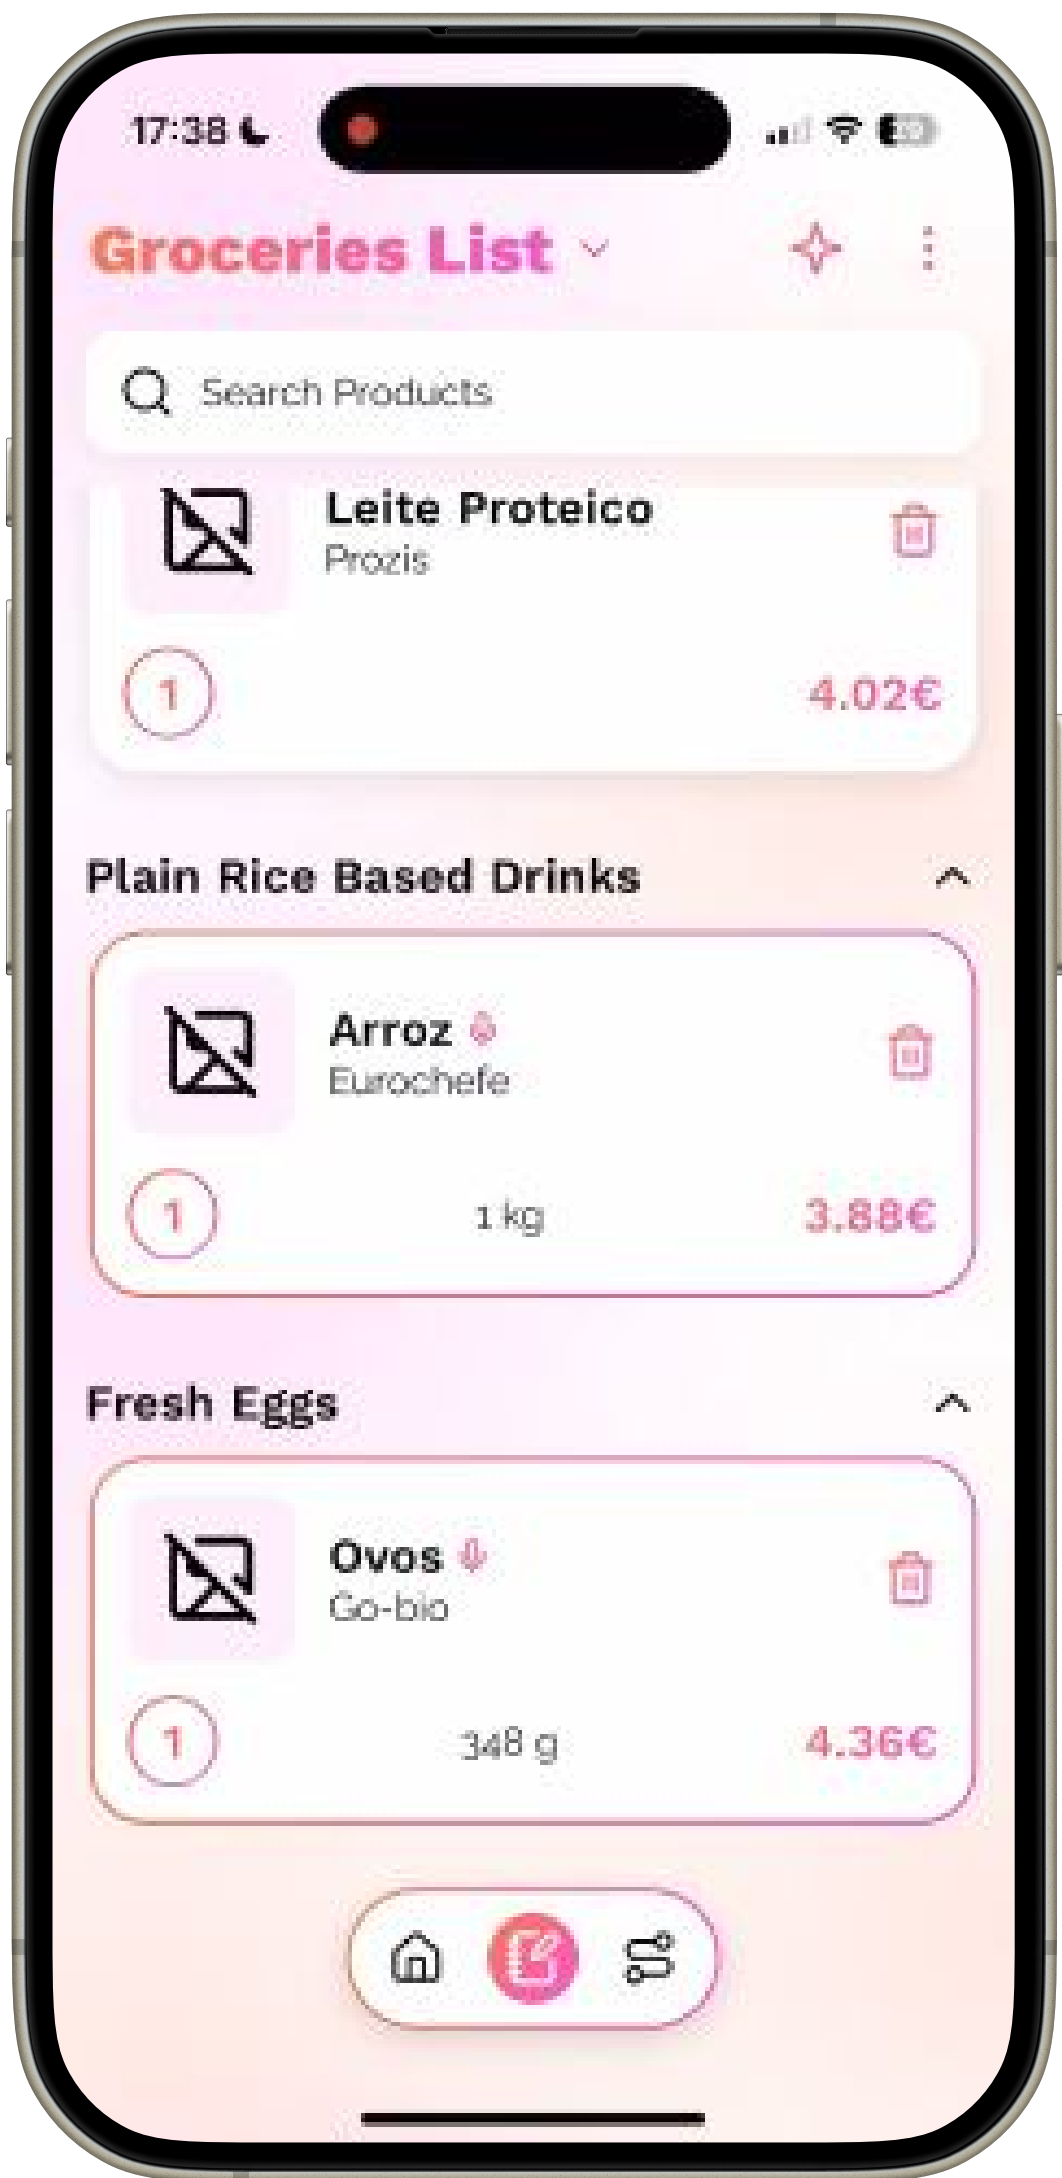 17:38
Groceries List
Search Products
Leite Proteico
Prozis
1
4.02€
Plain Rice Based Drinks
Arroz
Eurochefe
1
1 kg
3.88€
Fresh Eggs
Ovos
Go-bio
1
348 g
4.36€